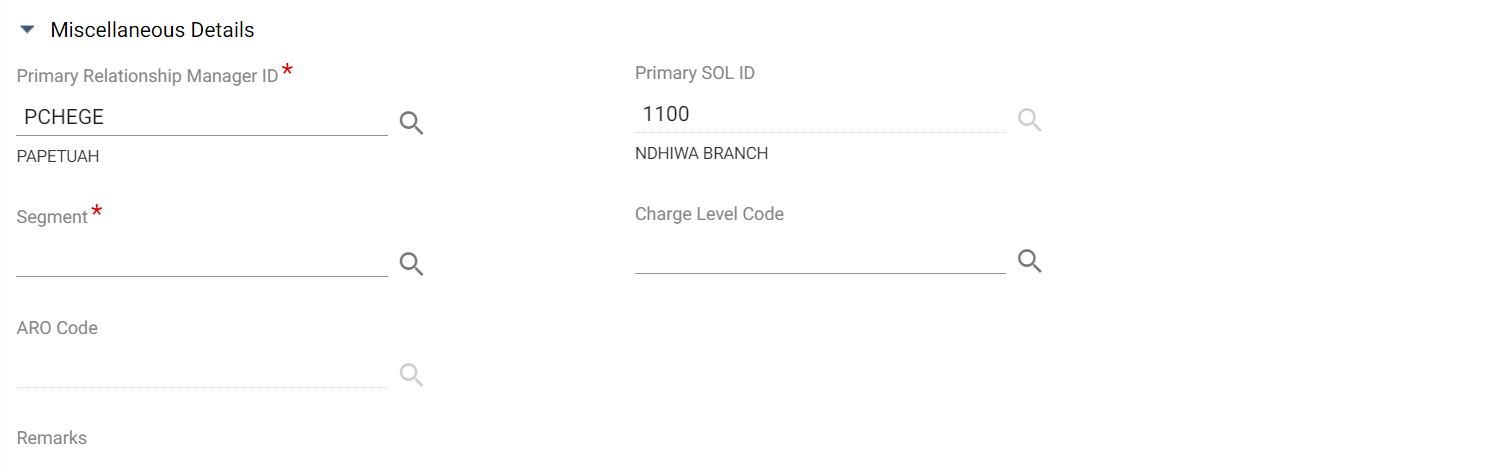 Miscellaneous Details
Primary Relationship Manager ID*
Primary SOL ID
PCHEGE
1100
PAPETUAH
NDHIWA BRANCH
Segment*
Charge Level Code
ARO Code
Remarks